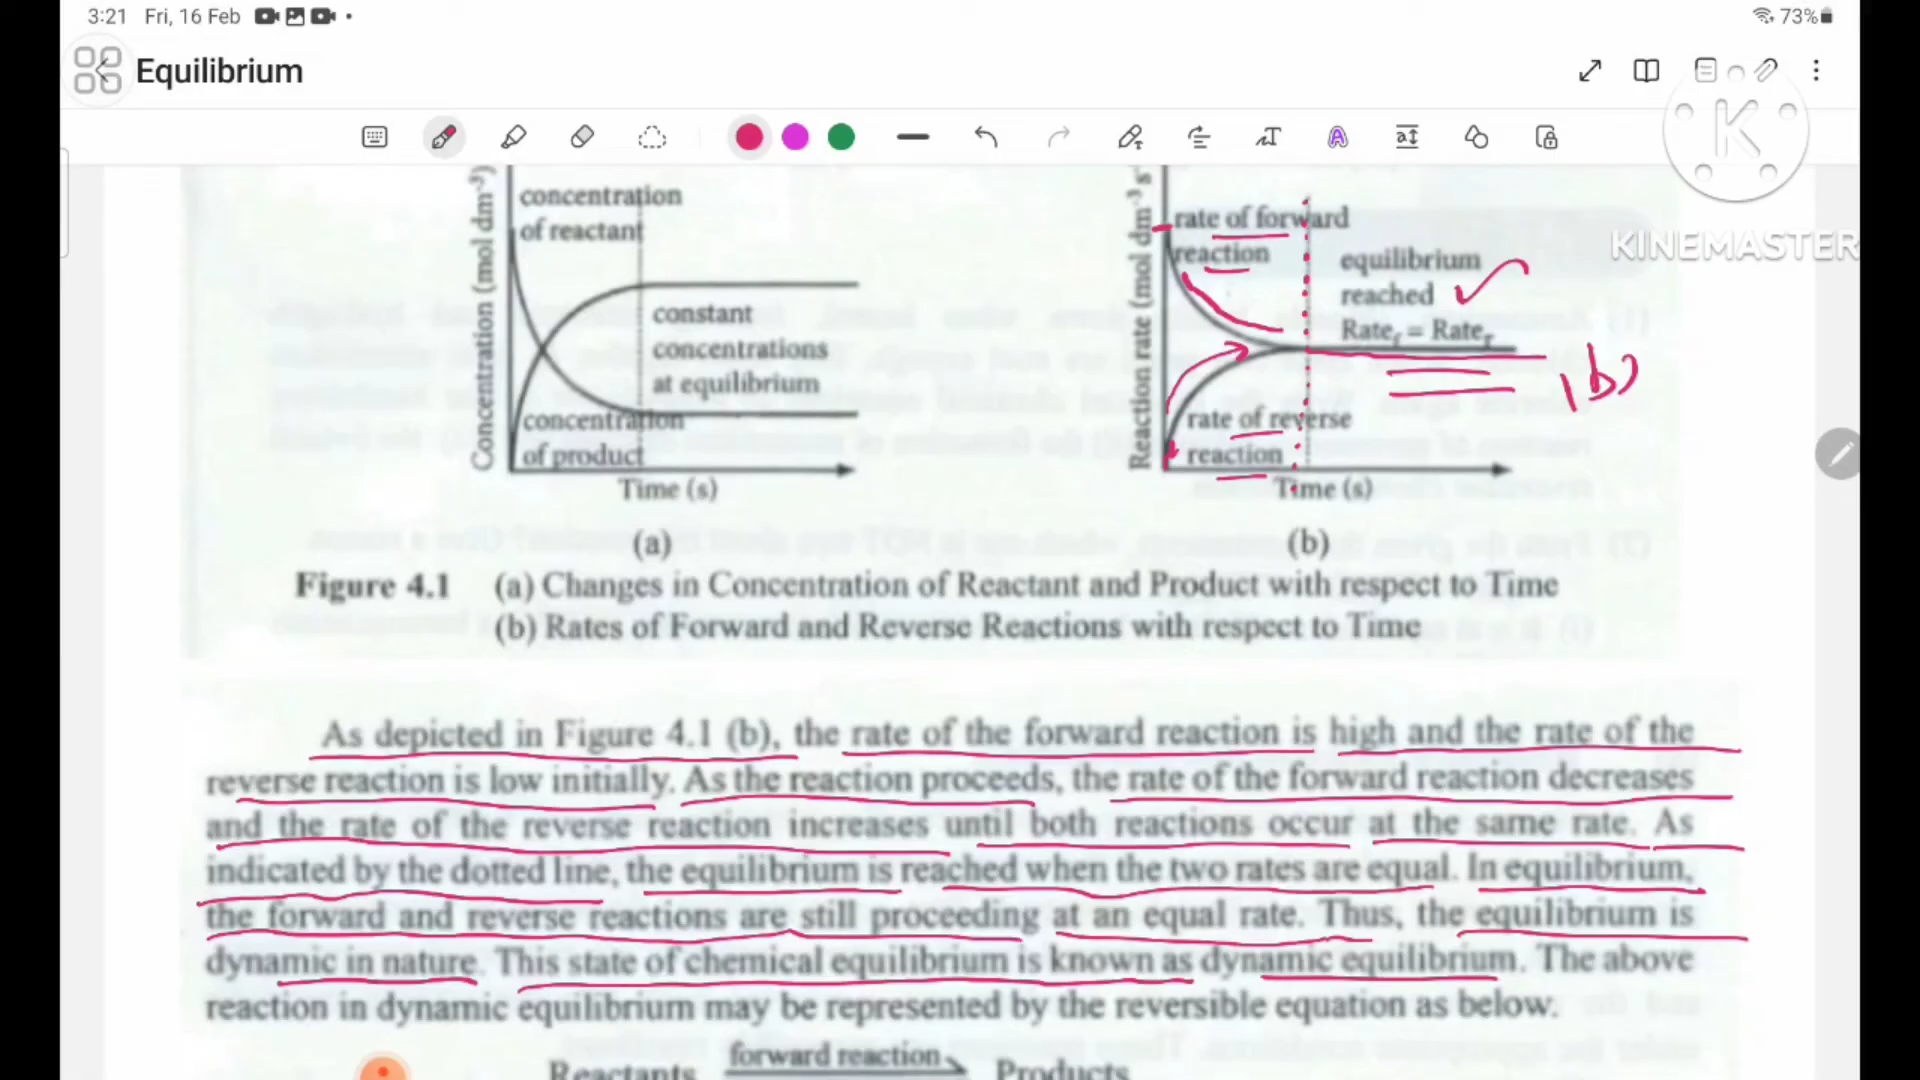 3:21 Fri, 16 Feb
73%
Equilibrium
K
KINEMASTER
Concentration (mol dm⁻³)
concentration
of reactant
constant
concentrations
at equilibrium
concentration
of product
Time (s)
(a)
Reaction rate (mol dm⁻³ s⁻
rate of forward
reaction
equilibrium
reached
Rate_f = Rate_r
(b)
rate of reverse
reaction
Time (s)
(b)
Figure 4.1 (a) Changes in Concentration of Reactant and Product with respect to Time
(b) Rates of Forward and Reverse Reactions with respect to Time
As depicted in Figure 4.1 (b), the rate of the forward reaction is high and the rate of the
reverse reaction is low initially. As the reaction proceeds, the rate of the forward reaction decreases
and the rate of the reverse reaction increases until both reactions occur at the same rate. As
indicated by the dotted line, the equilibrium is reached when the two rates are equal. In equilibrium,
the forward and reverse reactions are still proceeding at an equal rate. Thus, the equilibrium is
dynamic in nature. This state of chemical equilibrium is known as dynamic equilibrium. The above
reaction in dynamic equilibrium may be represented by the reversible equation as below.
forward reaction
Reactants Products